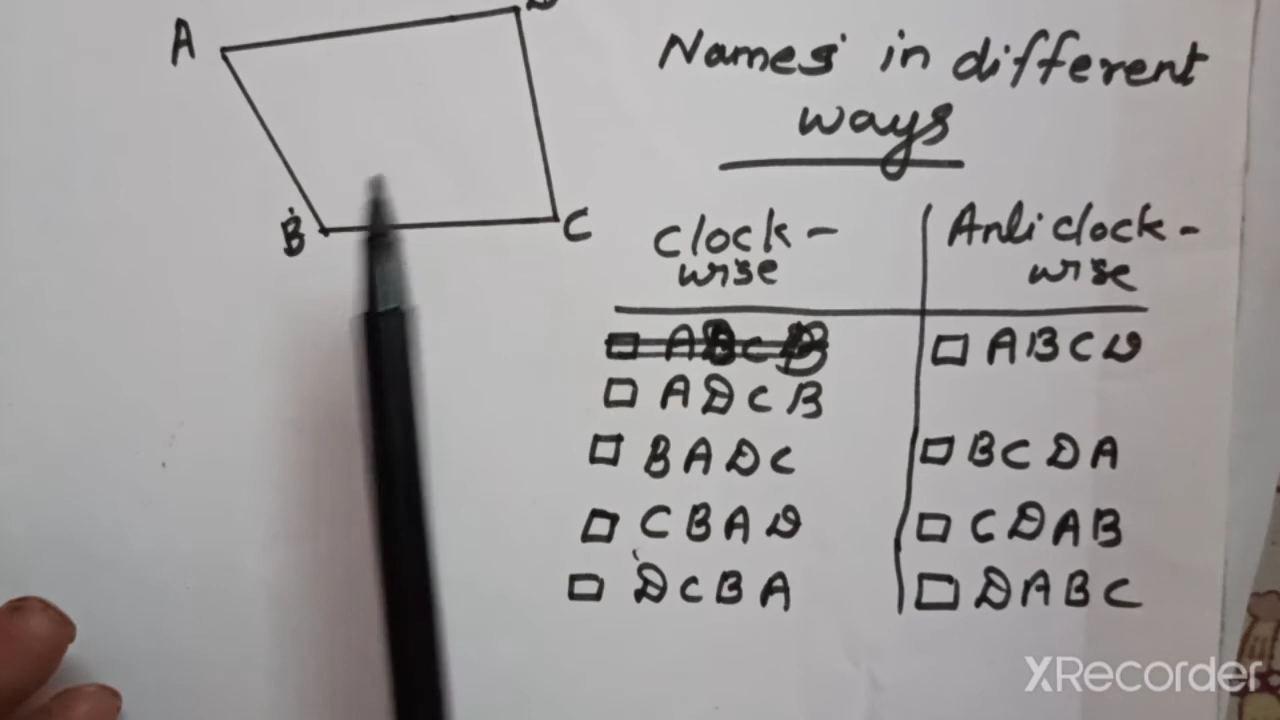 A
D
B
C
Names in different
ways
clock-
wise
Anticlock-
wise
□ ADCB
□ ABCD
□ BADC
□ BCDA
□ CBAD
□ CDAB
□ DCBA
□ DABC
XRecorder